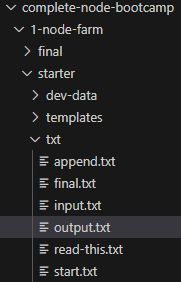 complete-node-bootcamp
1-node-farm
final
starter
dev-data
templates
txt
append.txt
final.txt
input.txt
output.txt
read-this.txt
start.txt